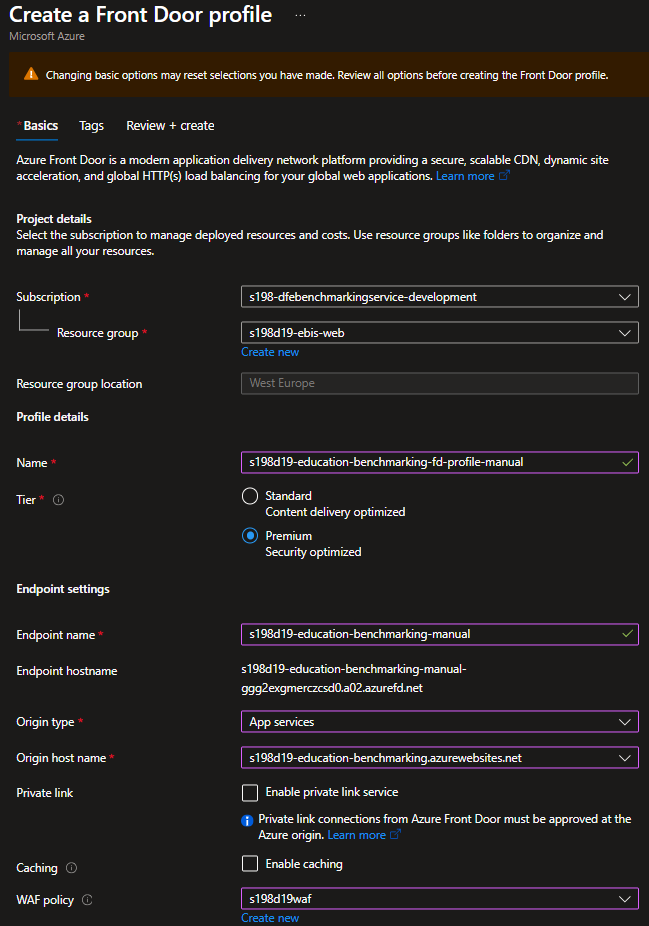 Create a Front Door profile ...
Microsoft Azure
Changing basic options may reset selections you have made. Review all options before creating the Front Door profile.
* Basics Tags Review + create
Azure Front Door is a modern application delivery network platform providing a secure, scalable CDN, dynamic site
acceleration, and global HTTP(s) load balancing for your global web applications. Learn more
Project details
Select the subscription to manage deployed resources and costs. Use resource groups like folders to organize and
manage all your resources.
Subscription * s198-dfebenchmarkingservice-development
Resource group * s198d19-ebis-web
Create new
Resource group location West Europe
Profile details
Name * s198d19-education-benchmarking-fd-profile-manual
Tier * Standard
Content delivery optimized
Premium
Security optimized
Endpoint settings
Endpoint name * s198d19-education-benchmarking-manual
Endpoint hostname s198d19-education-benchmarking-manual-
ggg2exgmerczcsd0.a02.azurefd.net
Origin type * App services
Origin host name * s198d19-education-benchmarking.azurewebsites.net
Private link Enable private link service
Private link connections from Azure Front Door must be approved at the
Azure origin. Learn more
Caching Enable caching
WAF policy s198d19waf
Create new